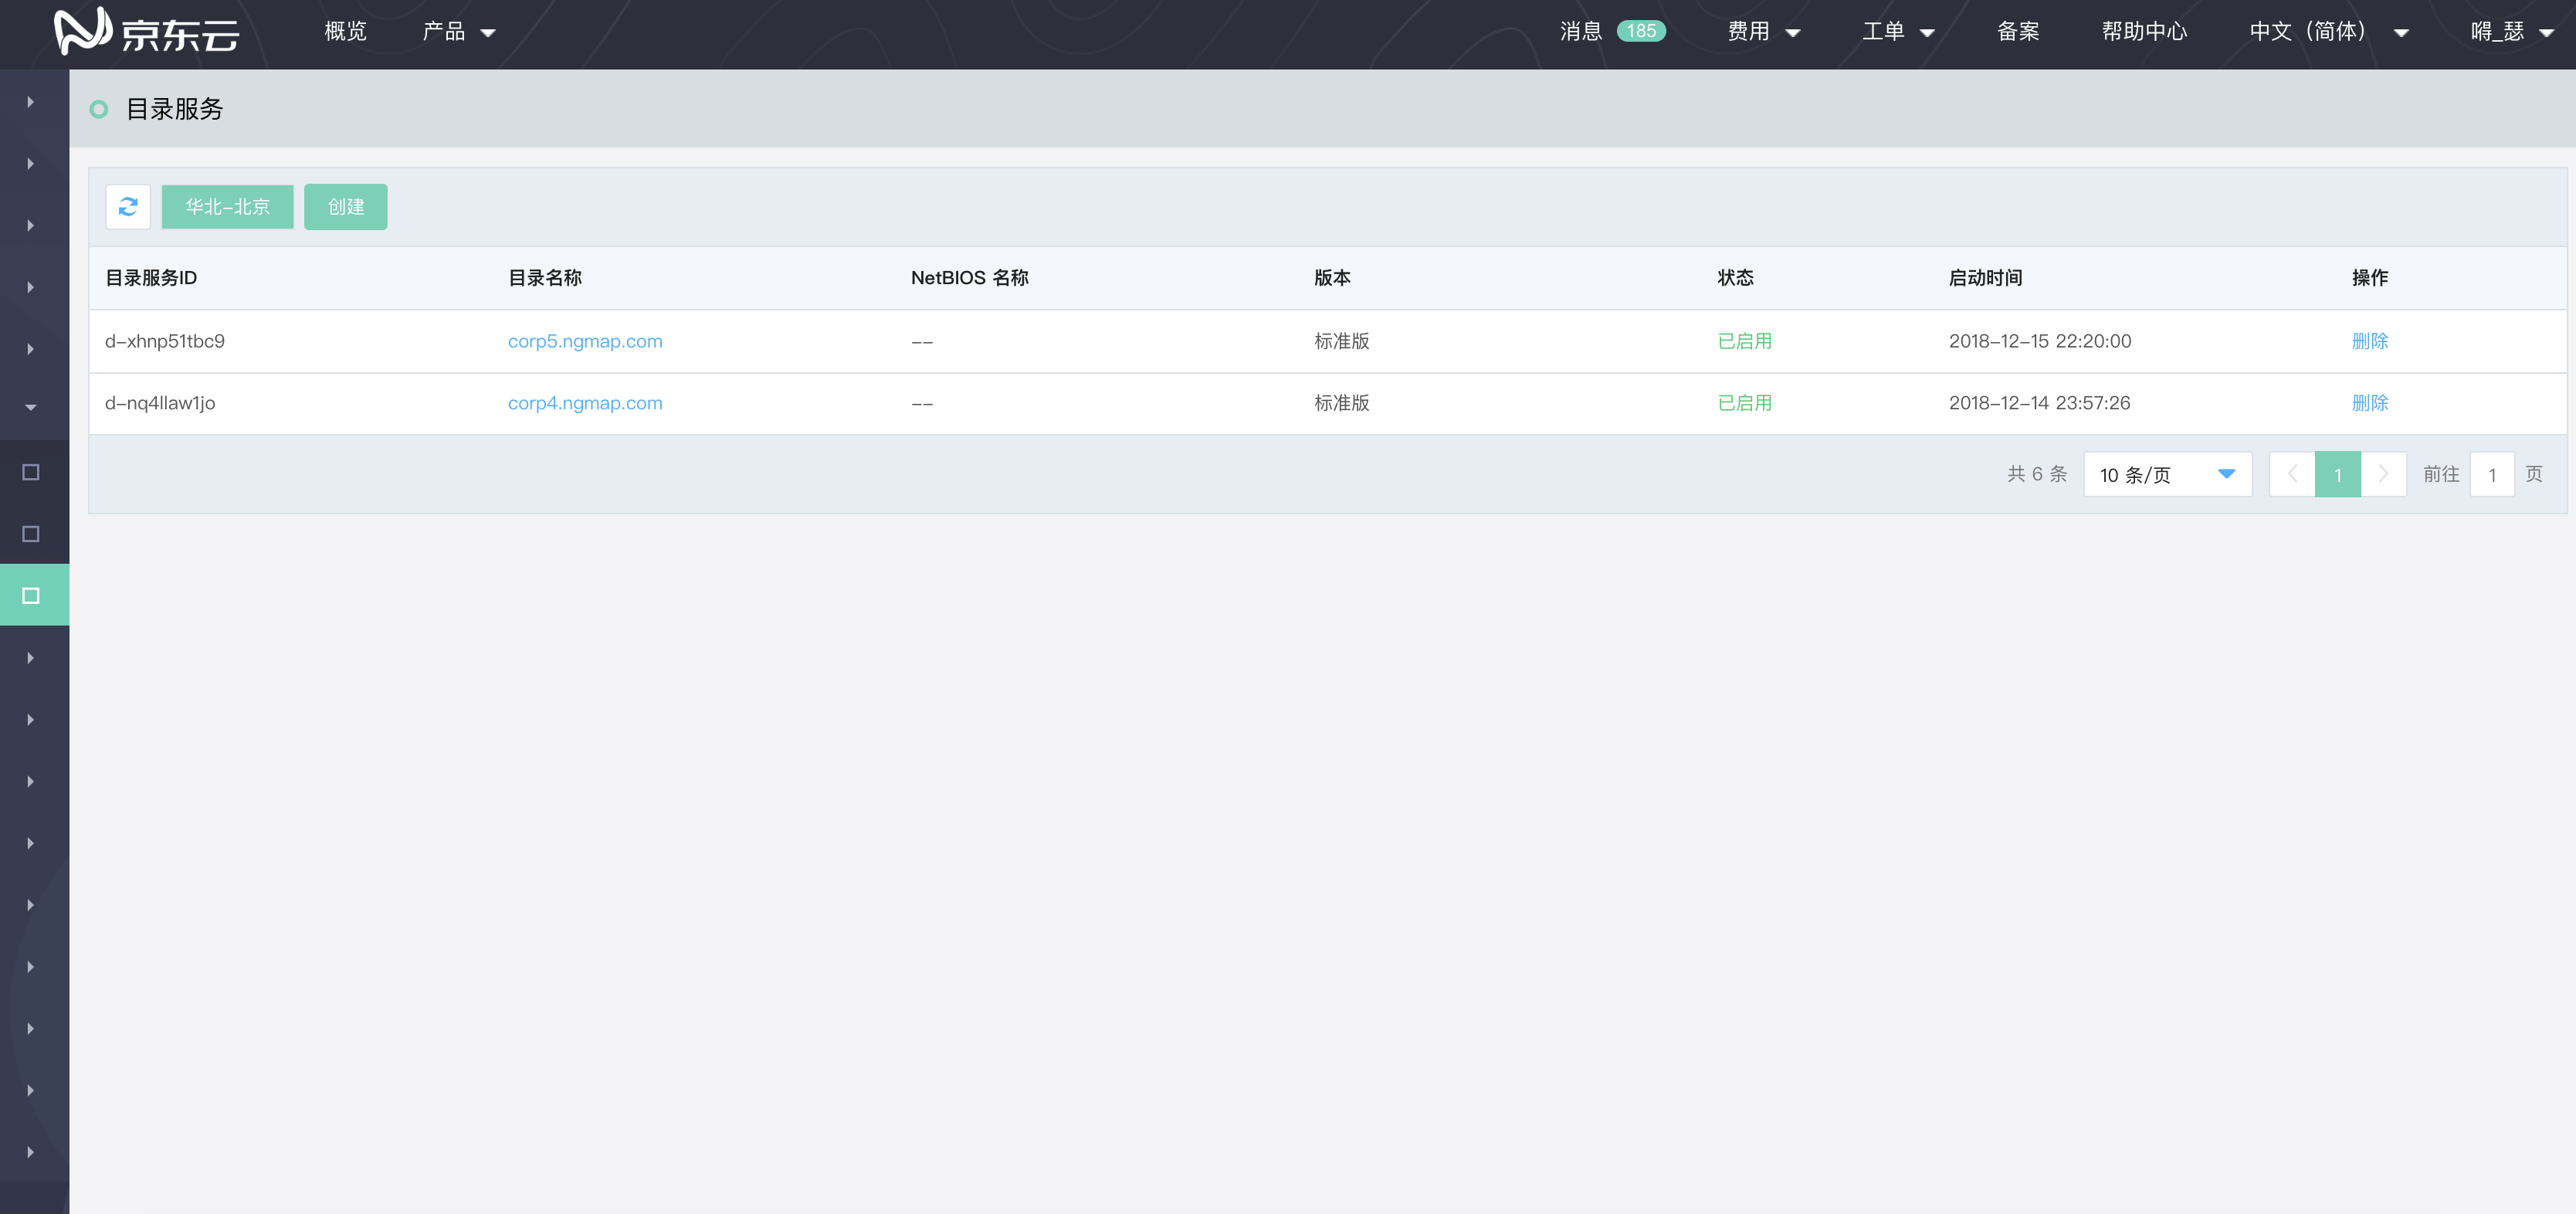 京东云 概览 产品 消息 185 费用 工单 备案 帮助中心 中文（简体） 嘚_瑟
目录服务
华北-北京 创建
目录服务ID 目录名称 NetBIOS 名称 版本 状态 启动时间 操作
d-xhnp51tbc9 corp5.ngmap.com -- 标准版 已启用 2018-12-15 22:20:00 删除
d-nq4llaw1jo corp4.ngmap.com -- 标准版 已启用 2018-12-14 23:57:26 删除
共 6 条 10 条/页 1 前往 1 页